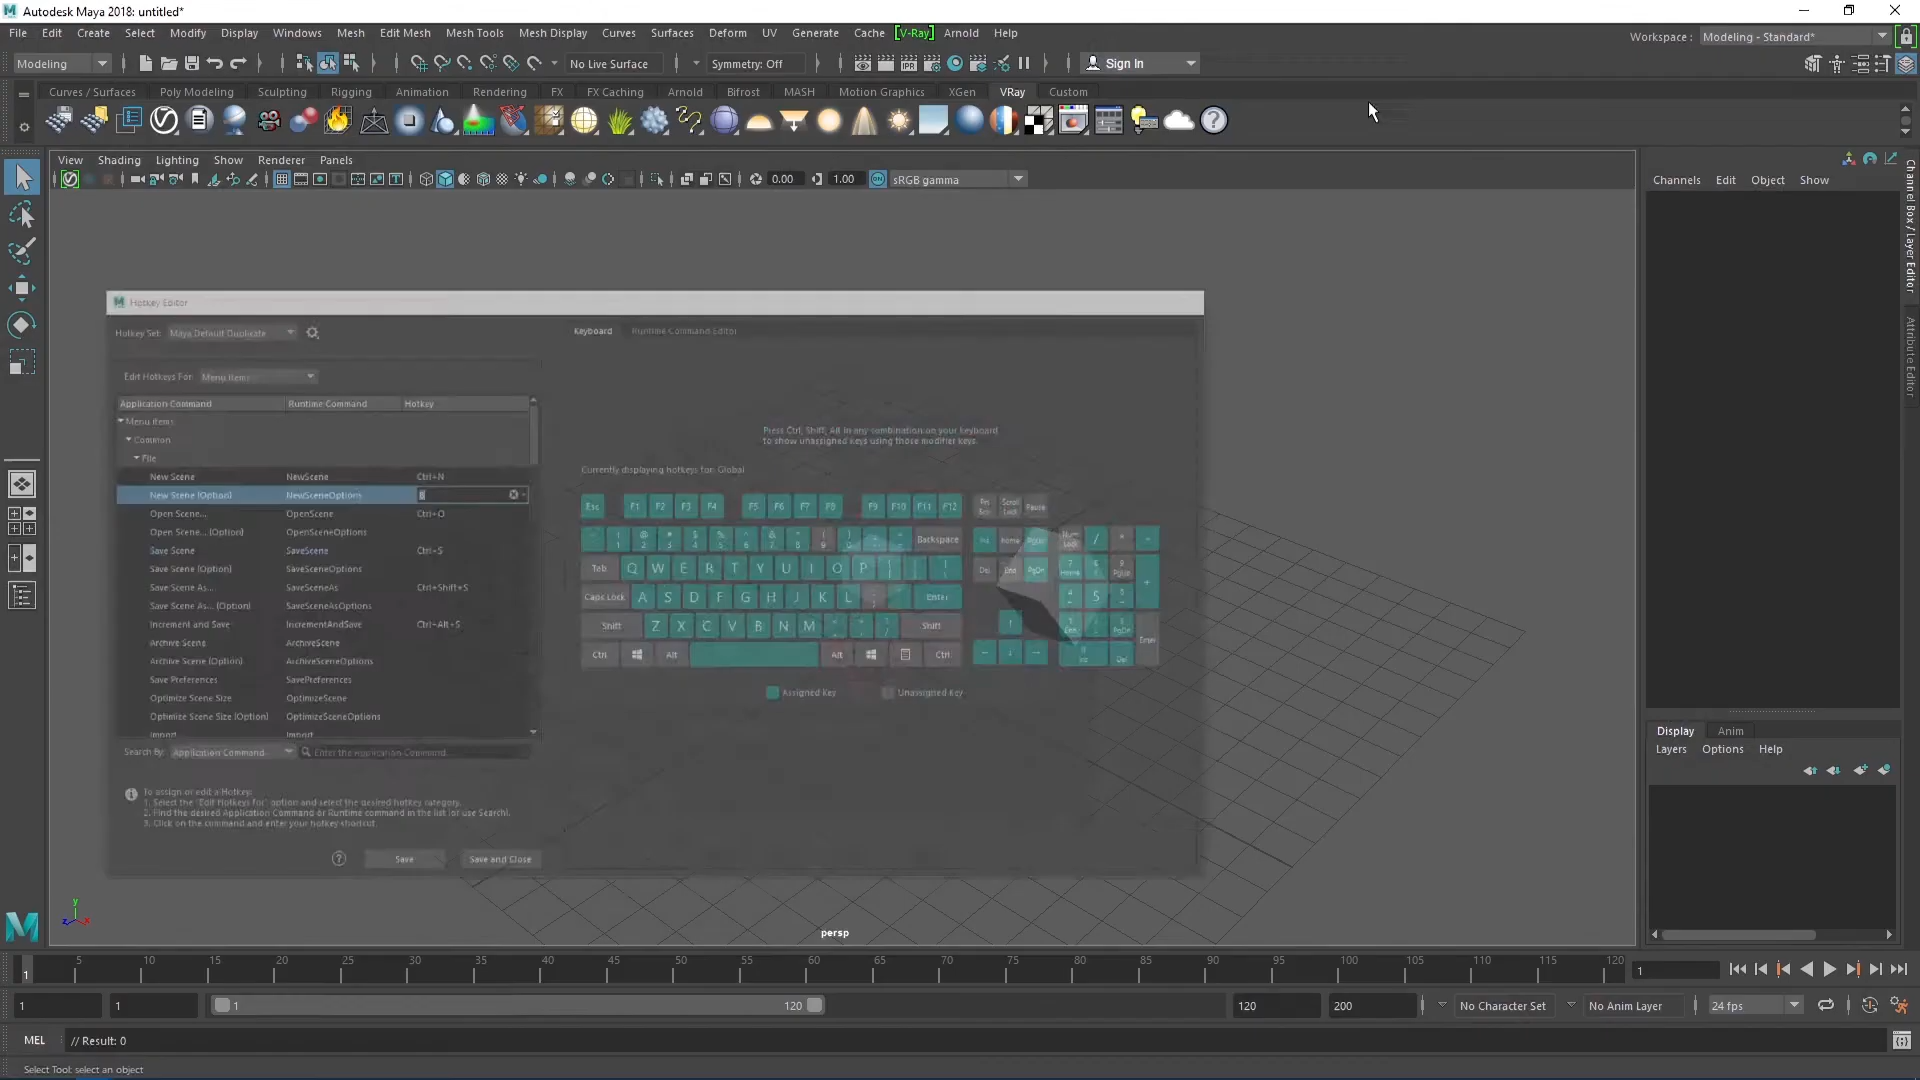 Autodesk Maya 2018: untitled*
File Edit Create Select Modify Display Windows Mesh Edit Mesh Mesh Tools Mesh Display Curves Surfaces Deform UV Generate Cache [V-Ray] Arnold Help
Workspace : Modeling - Standard*
Modeling No Live Surface Symmetry: Off Sign In
Curves / Surfaces Poly Modeling Sculpting Rigging Animation Rendering FX FX Caching Arnold Bifrost MASH Motion Graphics XGen VRay Custom
View Shading Lighting Show Renderer Panels
0.00 1.00 sRGB gamma
Channels Edit Object Show
Channel Box / Layer Editor
Attribute Editor
Hotkey Editor
Hotkey Set: Maya Default Duplicate
Keyboard Runtime Command Editor
Edit Hotkeys For: Menu items
Application Command Runtime Command Hotkey
Menu items
Common
File
New Scene NewScene Ctrl+N
New Scene (Option) NewSceneOptions
Open Scene... OpenScene Ctrl+O
Open Scene... (Option) OpenSceneOptions
Save Scene SaveScene Ctrl+S
Save Scene (Option) SaveSceneOptions
Save Scene As... SaveSceneAs Ctrl+Shift+S
Save Scene As... (Option) SaveSceneAsOptions
Increment and Save IncrementAndSave Ctrl+Alt+S
Archive Scene ArchiveScene
Archive Scene (Option) ArchiveSceneOptions
Save Preferences SavePreferences
Optimize Scene Size OptimizeScene
Optimize Scene Size (Option) OptimizeSceneOptions
Import Import
Search By: Application Command Enter the Application Command...
To assign or edit a Hotkey:
1. Select the "Edit Hotkeys for" option and select the desired hotkey category.
2. Find the desired Application Command or Runtime command in the list (or use Search).
3. Click on the command and enter your hotkey shortcut.
Save Save and Close
Press Ctrl, Shift, Alt in any combination on your keyboard
to show unassigned keys using those modifier keys.
Currently displaying hotkeys for: Global
Esc F1 F2 F3 F4 F5 F6 F7 F8 F9 F10 F11 F12 Pause
Backspace Home Num Lock /
Tab Q W E R T Y U I O P Del End PgDn
Caps Lock A S D F G H J K L ; Enter
Shift Z X C V B N M Shift
Ctrl Alt Alt Ctrl
Assigned Key Unassigned Key
persp
Display Anim
Layers Options Help
5 10 15 20 25 30 35 40 45 50 55 60 65 70 75 80 85 90 95 100 105 110 115 120
1 1
1 1 1 120 120 200 No Character Set No Anim Layer 24 fps
MEL // Result: 0
Select Tool: select an object